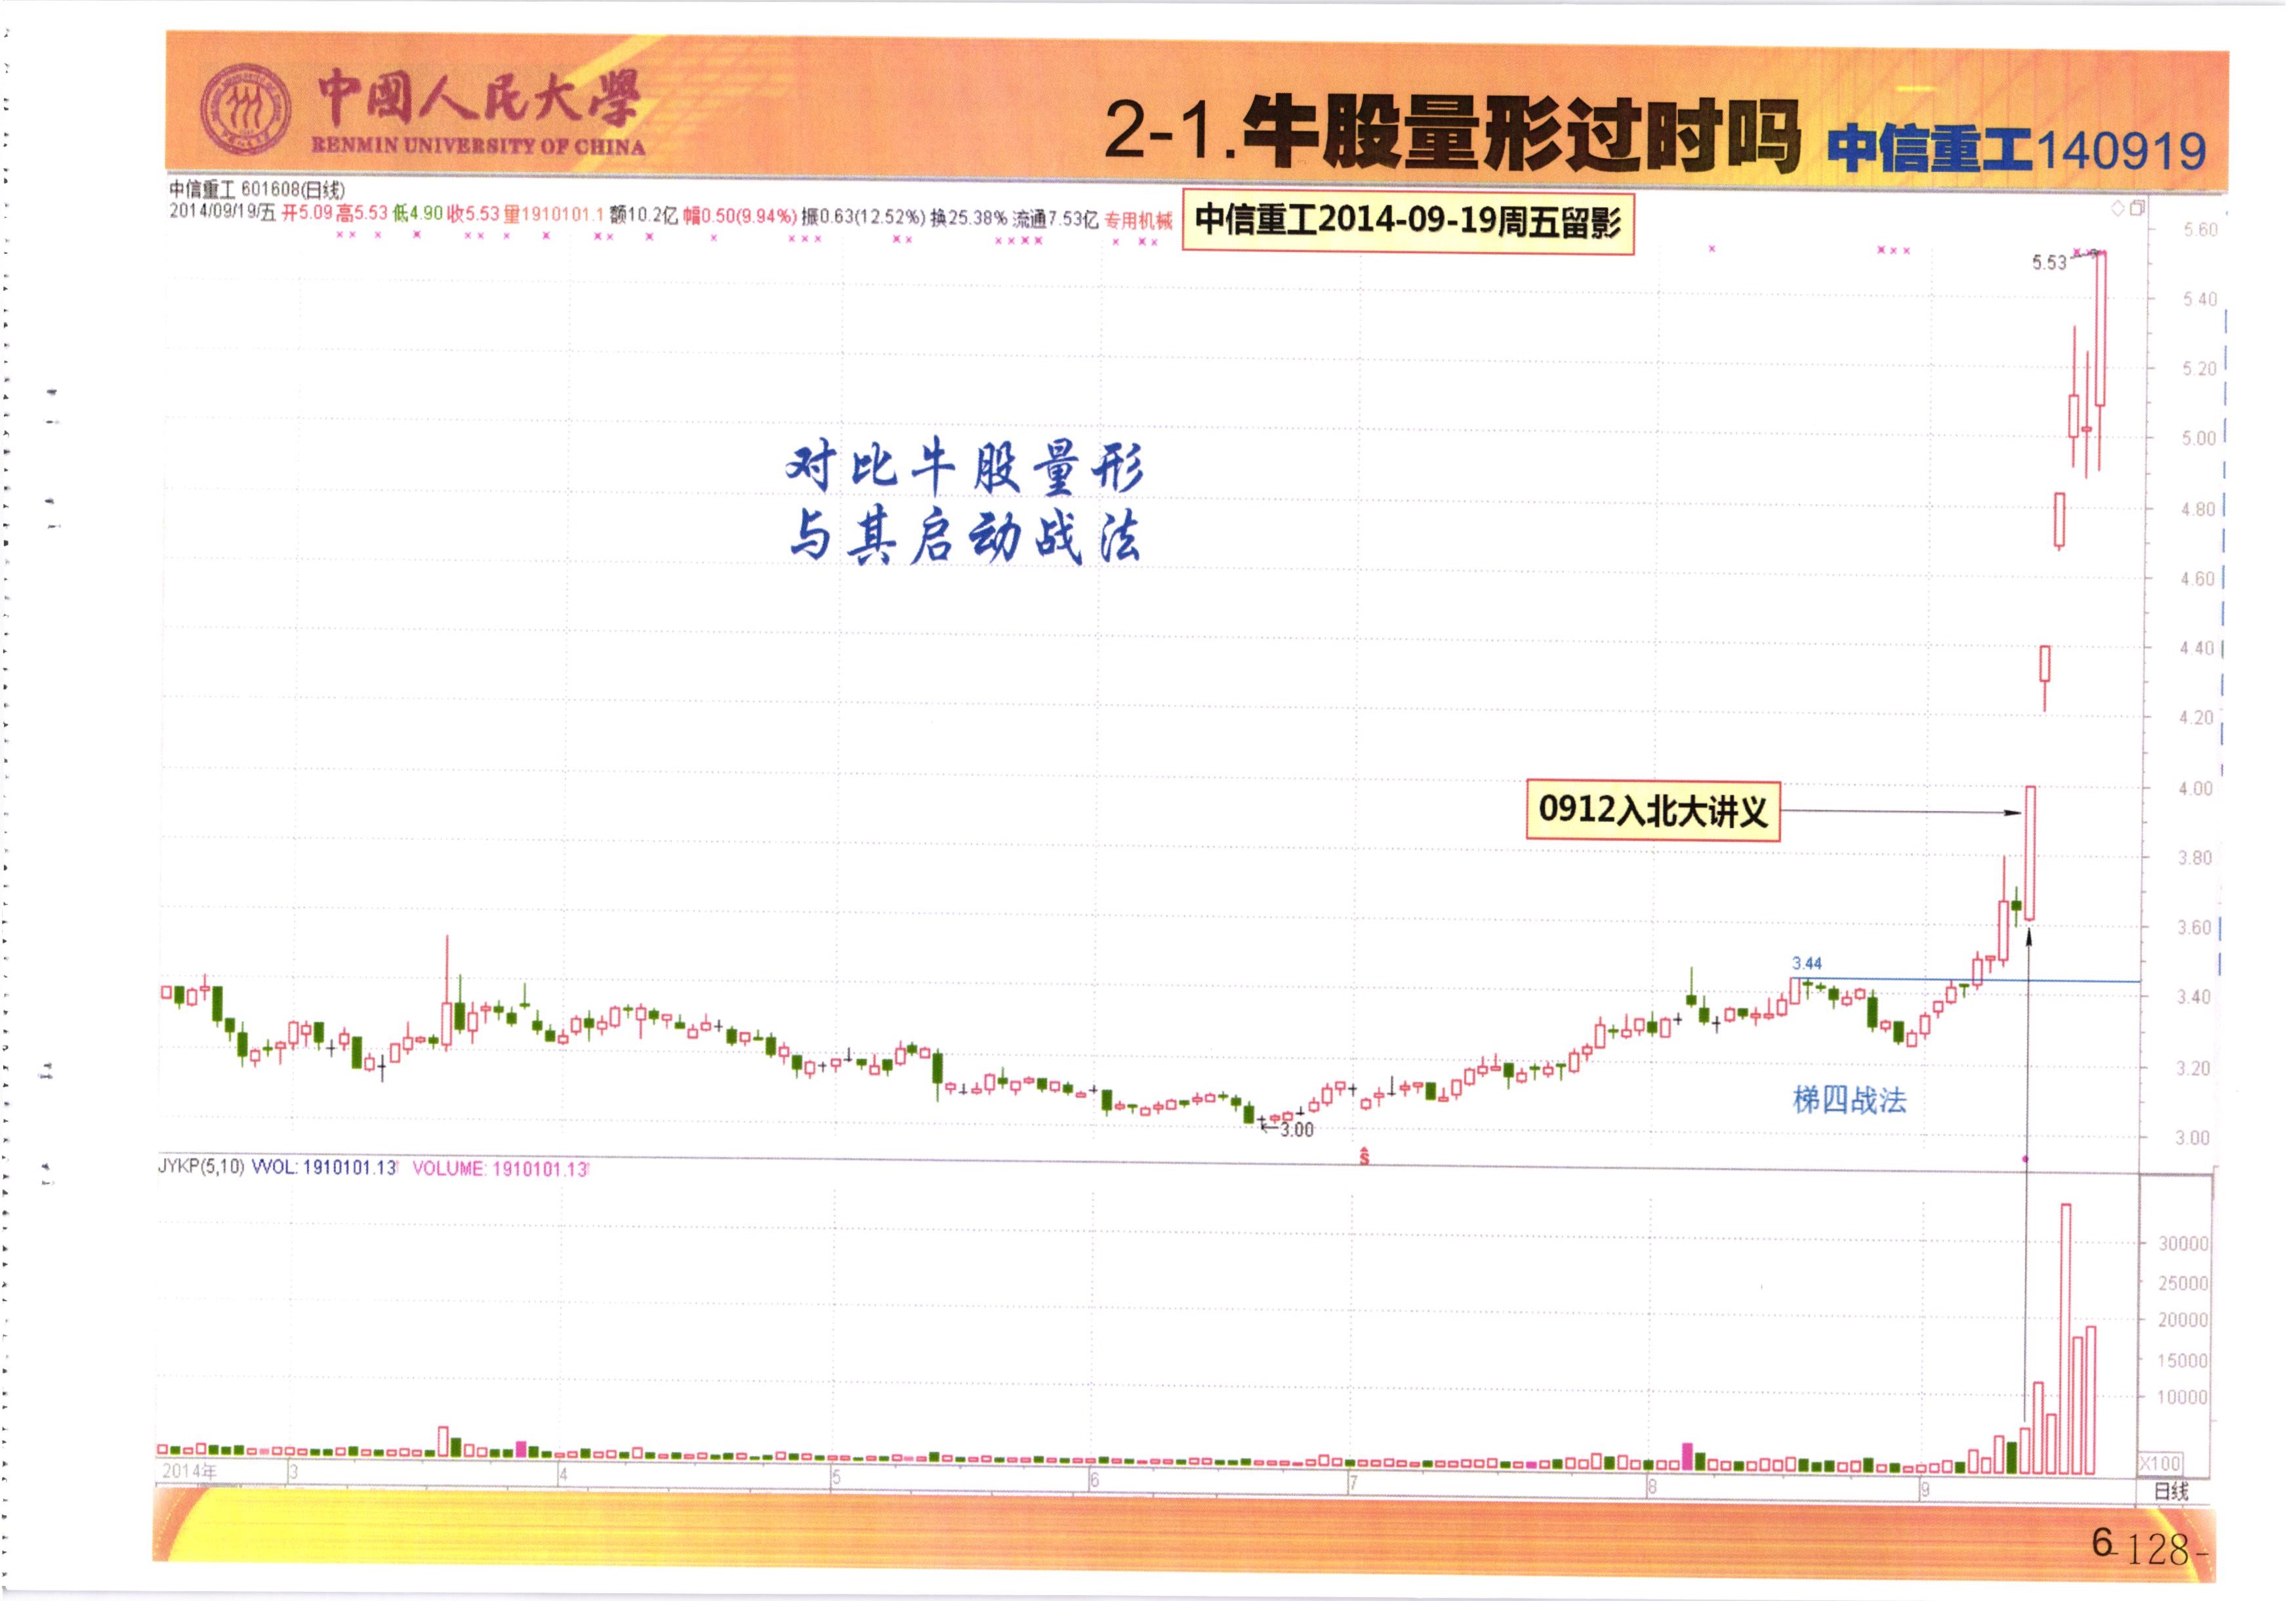 中國人民大學
RENMIN UNIVERSITY OF CHINA
2-1.牛股量形过时吗 中信重工140919
中信重工 601608(日线)
2014/09/19/五 开5.09 高5.53 低4.90 收5.53 量1910101.1 额10.2亿 幅0.50(9.94%) 振0.63(12.52%) 换25.38% 流通7.53亿 专用机械
中信重工2014-09-19周五留影
5.60
5.53
5.40
5.20
对比牛股量形
5.00
与其启动战法
4.80
4.60
4.40
4.20
0912入北大讲义
4.00
3.80
3.60
3.44
3.40
3.20
梯四战法
←3.00
3.00
S
JYKP(5,10) VVOL: 1910101.13↑ VOLUME: 1910101.13↑
30000
25000
20000
15000
10000
X100
2014年 3 4 5 6 7 8 9
日线
6 -128-